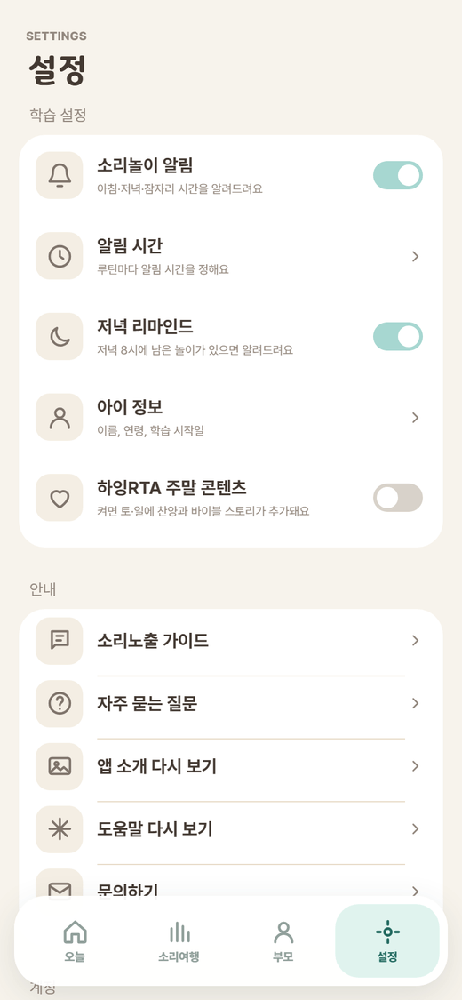 SETTINGS
설정
학습 설정
소리놀이 알림
아침·저녁·잠자리 시간을 알려드려요
알림 시간
루틴마다 알림 시간을 정해요
저녁 리마인드
저녁 8시에 남은 놀이가 있으면 알려드려요
아이 정보
이름, 연령, 학습 시작일
하잉RTA 주말 콘텐츠
켜면 토·일에 찬양과 바이블 스토리가 추가돼요
안내
소리노출 가이드
자주 묻는 질문
앱 소개 다시 보기
도움말 다시 보기
문의하기
오늘
소리여행
부모
설정
계정